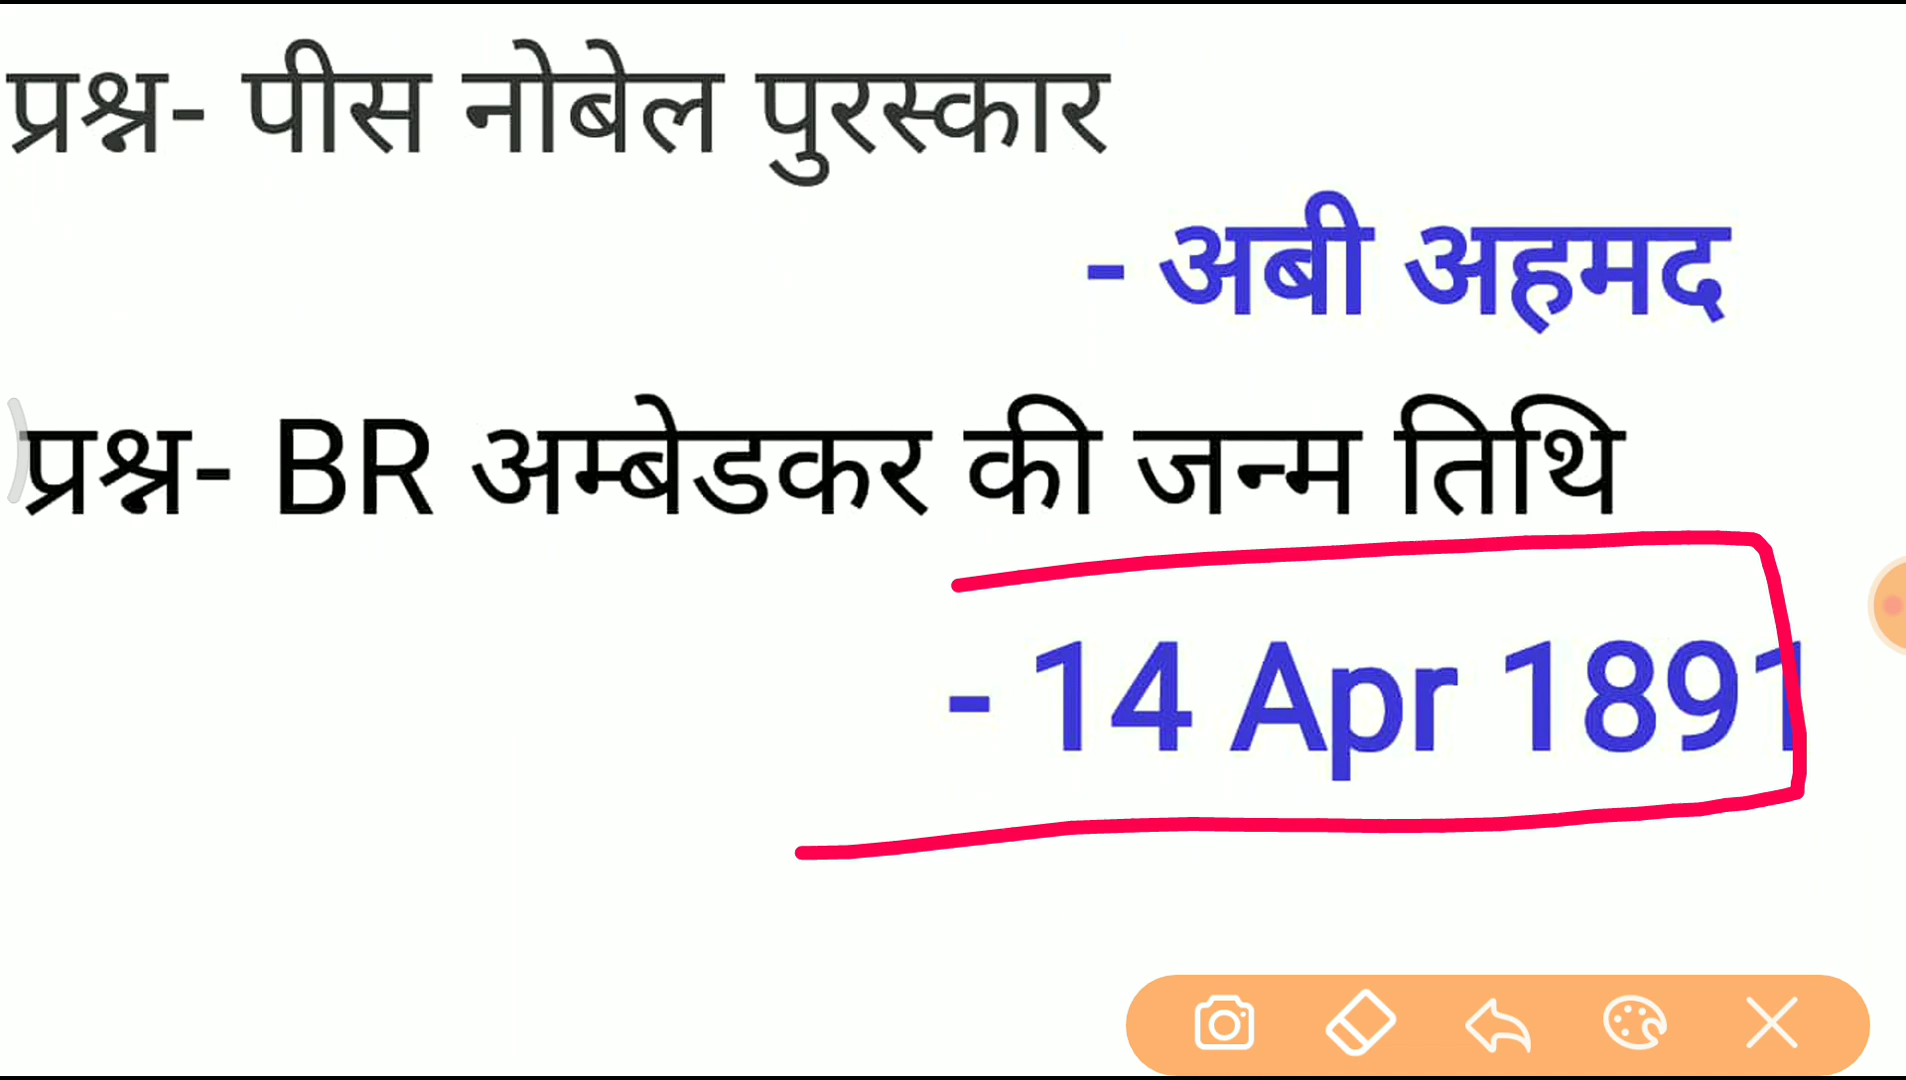 प्रश्न- पीस नोबेल पुरस्कार
- अबी अहमद
प्रश्न- BR अम्बेडकर की जन्म तिथि
- 14 Apr 1891